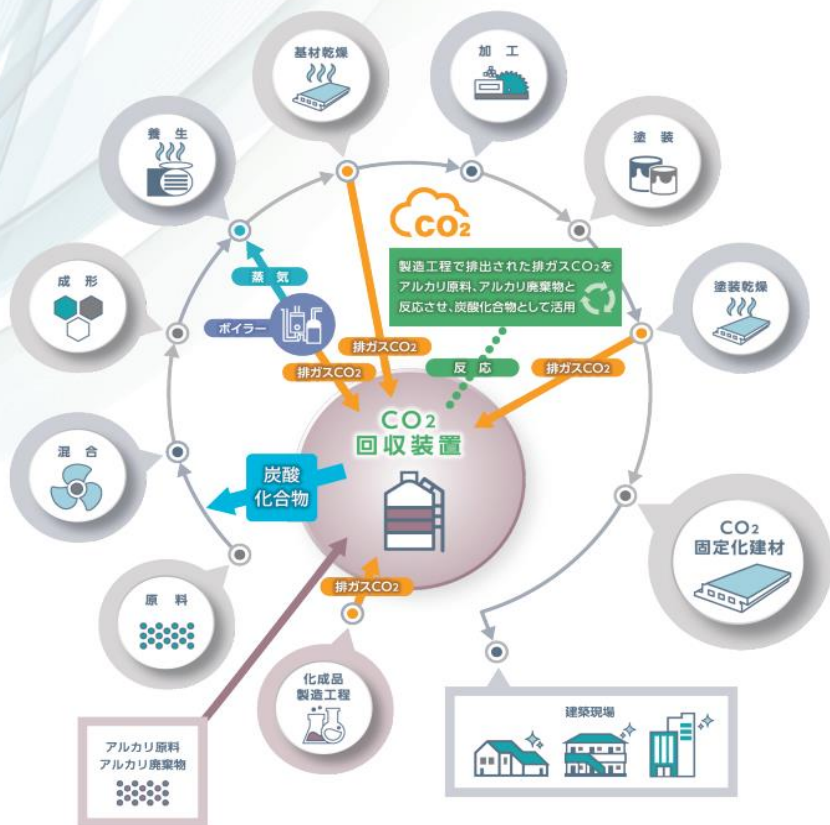 基材乾燥
加工
養生
塗装
CO2
製造工程で排出された排ガスCO2を
アルカリ原料、アルカリ廃棄物と
反応させ、炭酸化合物として活用
成形
蒸気
塗装乾燥
ボイラー
排ガスCO2
排ガスCO2
反応
排ガスCO2
CO2
回収装置
混合
炭酸
化合物
CO2
固定化建材
排ガスCO2
原料
化成品
製造工程
建築現場
アルカリ原料
アルカリ廃棄物